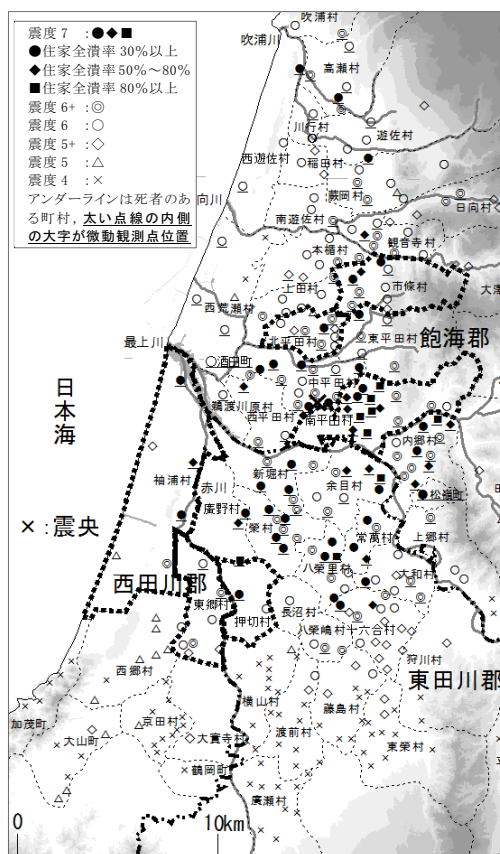 震度7 :●◆■
●住家全潰率 30%以上
◆住家全潰率50%～80%
■住家全潰率 80%以上
震度 6+ :◎
震度 6 :○
震度 5+ :◇
震度 5 :△
震度 4 :×
アンダーラインは死者のあ
る町村，太い点線の内側
の大字が微動観測点位置
吹浦村
吹浦川
高瀬村
川行村
遊佐村
西遊佐村
稲田村
蕨岡村
向川
日向村
南遊佐村
本楯村
観音寺村
上田村
市條村
大澤
西荒瀬村
最上川
北平田村
東平田村
飽海郡
酒田町
中平田村
日本海
鵜渡川原村
西平田村
南平田村
内郷村
新堀村
袖浦村
赤川
余目村
松嶺町
廣野村
×:震央
榮村
常萬村
上郷村
八榮里村
西田川郡
大和村
東郷村
押切村
長沼村
八榮嶋村
十六合村
狩川村
西郷村
東田川郡
横山村
藤島村
加茂町
京田村
大山町
大寶寺村
渡前村
東榮村
鶴岡町
廣瀬村
0
10km